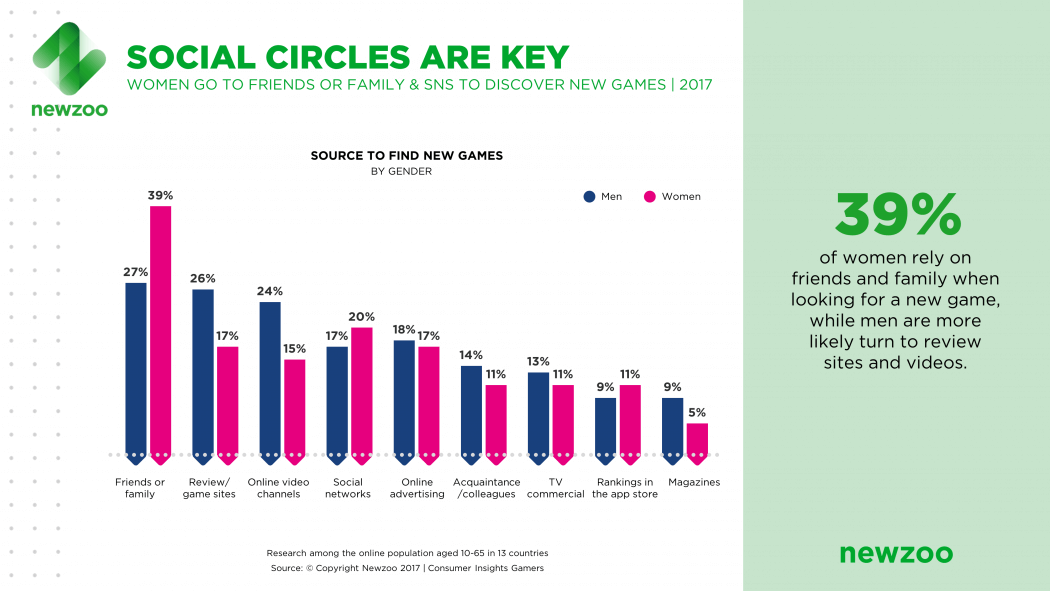 newzoo
SOCIAL CIRCLES ARE KEY
WOMEN GO TO FRIENDS OR FAMILY & SNS TO DISCOVER NEW GAMES | 2017
SOURCE TO FIND NEW GAMES
BY GENDER
Men
Women
27%
39%
26%
17%
24%
15%
17%
20%
18%
17%
14%
11%
13%
11%
9%
11%
9%
5%
Friends or
family
Review/
game sites
Online video
channels
Social
networks
Online
advertising
Acquaintance
/colleagues
TV
commercial
Rankings in
the app store
Magazines
Research among the online population aged 10-65 in 13 countries
Source: © Copyright Newzoo 2017 | Consumer Insights Gamers
39%
of women rely on
friends and family when
looking for a new game,
while men are more
likely turn to review
sites and videos.
newzoo